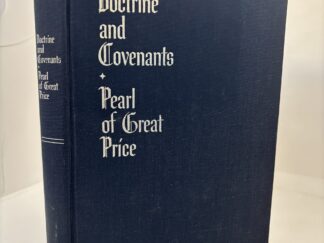 Doctrine
and
Covenants
Pearl
of Great
Price
Doctrine
and
Covenants
Pearl
of Great
Price